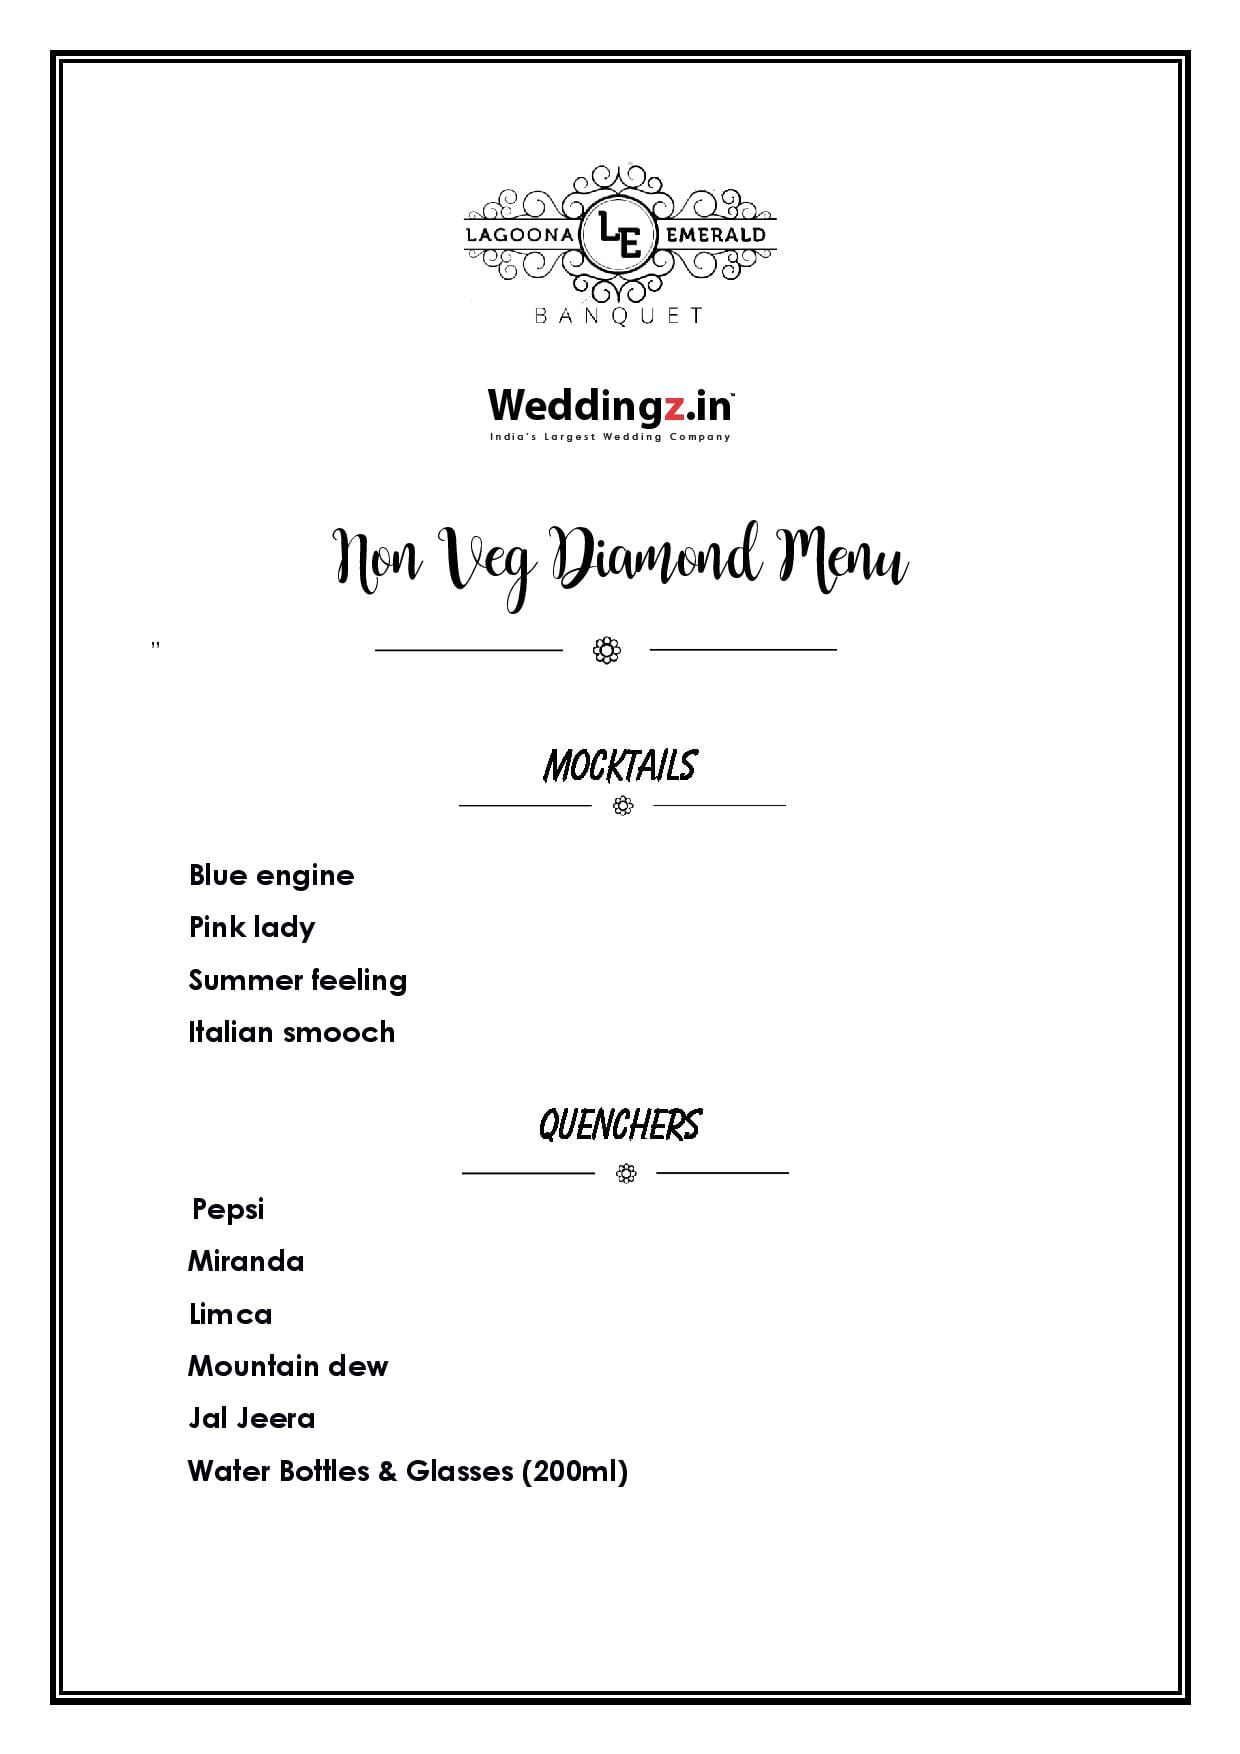 LAGOONA LE EMERALD
BANQUET
Weddingz.in™
India's Largest Wedding Company
Non Veg Diamond Menu
"
MOCKTAILS
Blue engine
Pink lady
Summer feeling
Italian smooch
QUENCHERS
Pepsi
Miranda
Limca
Mountain dew
Jal Jeera
Water Bottles & Glasses (200ml)